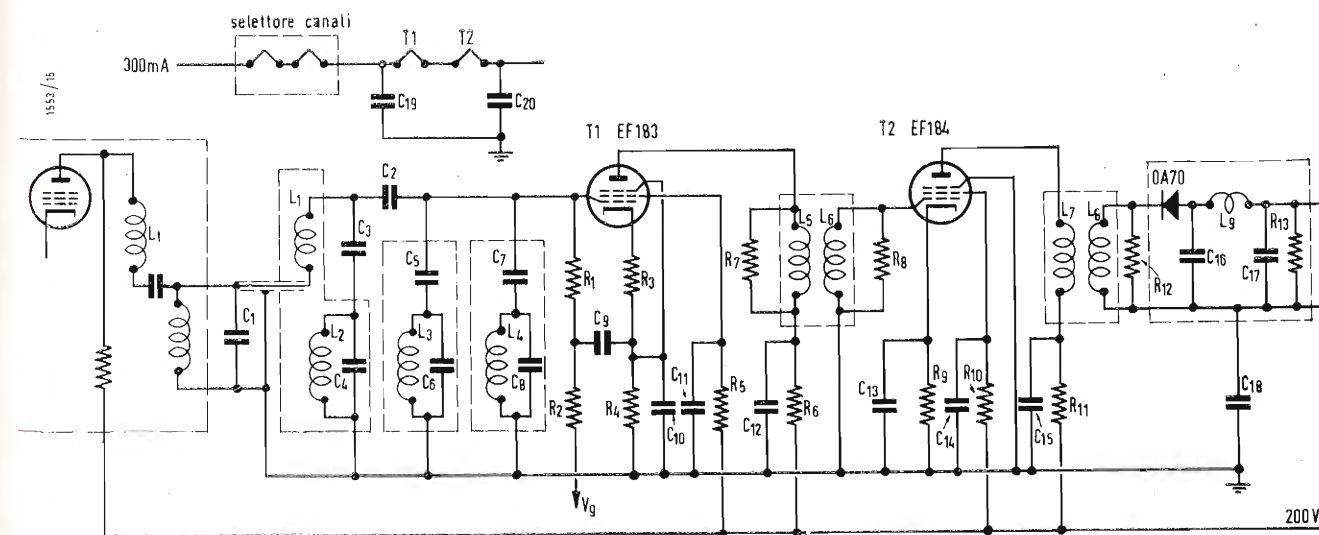 selettore canali
T1 T2
300mA
1553/15
C19
C20
T1 EF183
T2 EF184
C2
L1
L1
C3
C5
C7
R1
R3
C1
L2
C4
L3
C6
L4
C8
C9
R2
R4
C10
C11
R5
R7
L5
L6
R8
C12
R6
C13
R9
C14
R10
C15
R11
L7
L8
R12
OA70
L9
C16
C17
R13
C18
Vg
200V